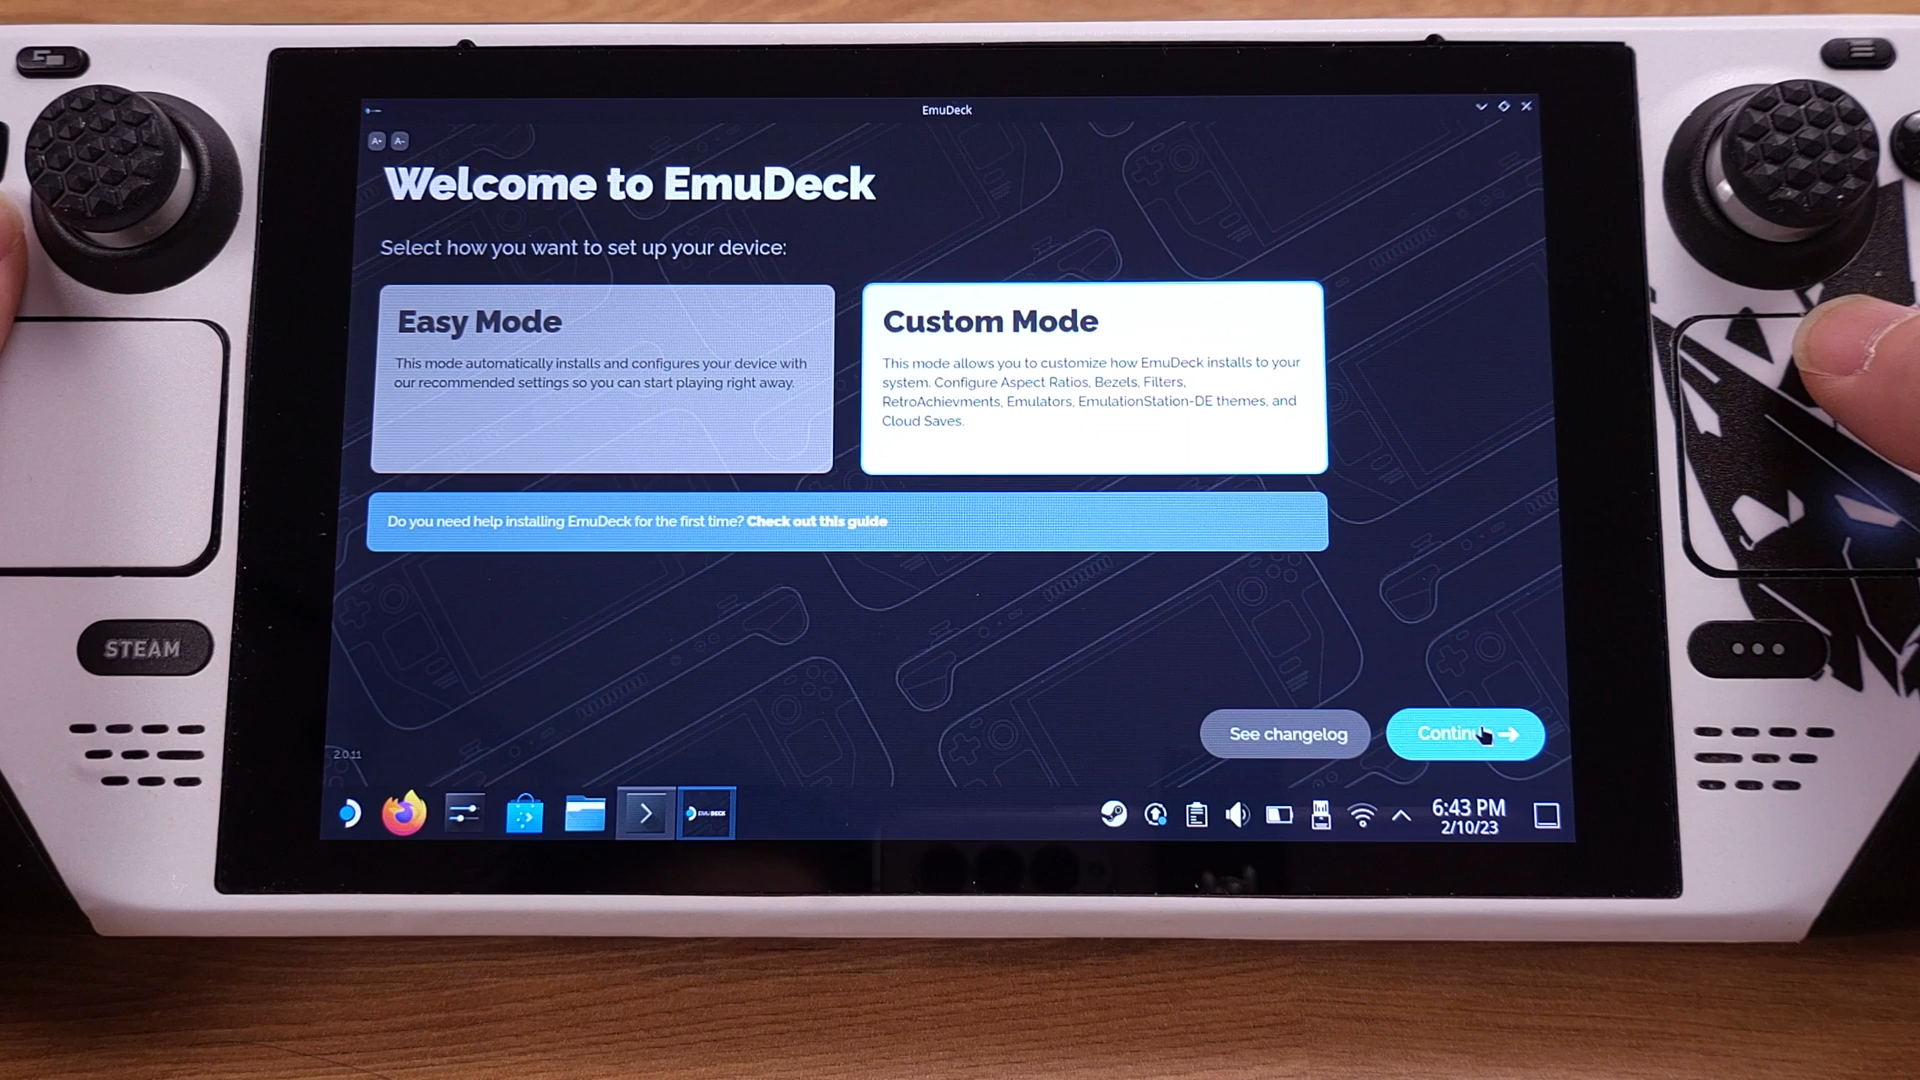 EmuDeck
A+ A-
Welcome to EmuDeck
Select how you want to set up your device:
Easy Mode
This mode automatically installs and configures your device with
our recommended settings so you can start playing right away.
Custom Mode
This mode allows you to customize how EmuDeck installs to your
system. Configure Aspect Ratios, Bezels, Filters,
RetroAchievments, Emulators, EmulationStation-DE themes, and
Cloud Saves.
Do you need help installing EmuDeck for the first time? Check out this guide
See changelog
2.0.11
EMUDECK
6:43 PM
2/10/23
STEAM